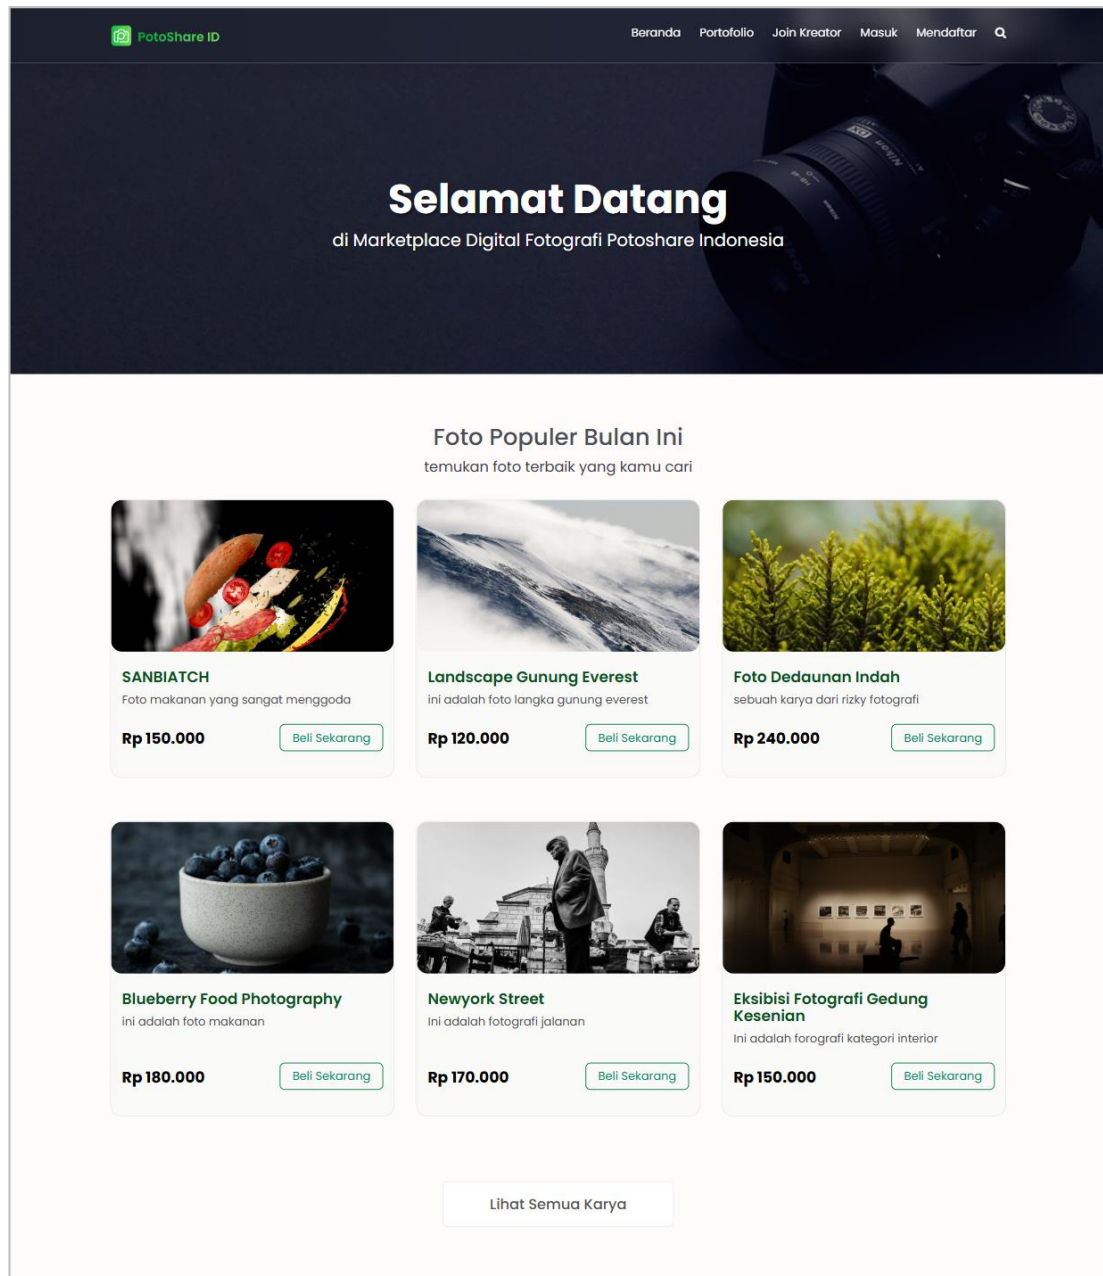 PotoShare ID
Beranda Portofolio Join Kreator Masuk Mendaftar
DX Nikon
Selamat Datang
di Marketplace Digital Fotografi Potoshare Indonesia
Foto Populer Bulan Ini
temukan foto terbaik yang kamu cari
SANBIATCH
Foto makanan yang sangat menggoda
Rp 150.000 Beli Sekarang
Landscape Gunung Everest
ini adalah foto langka gunung everest
Rp 120.000 Beli Sekarang
Foto Dedaunan Indah
sebuah karya dari rizky fotografi
Rp 240.000 Beli Sekarang
Blueberry Food Photography
ini adalah foto makanan
Rp 180.000 Beli Sekarang
Newyork Street
Ini adalah fotografi jalanan
Rp 170.000 Beli Sekarang
Eksibisi Fotografi Gedung
Kesenian
Ini adalah forografi kategori interior
Rp 150.000 Beli Sekarang
Lihat Semua Karya